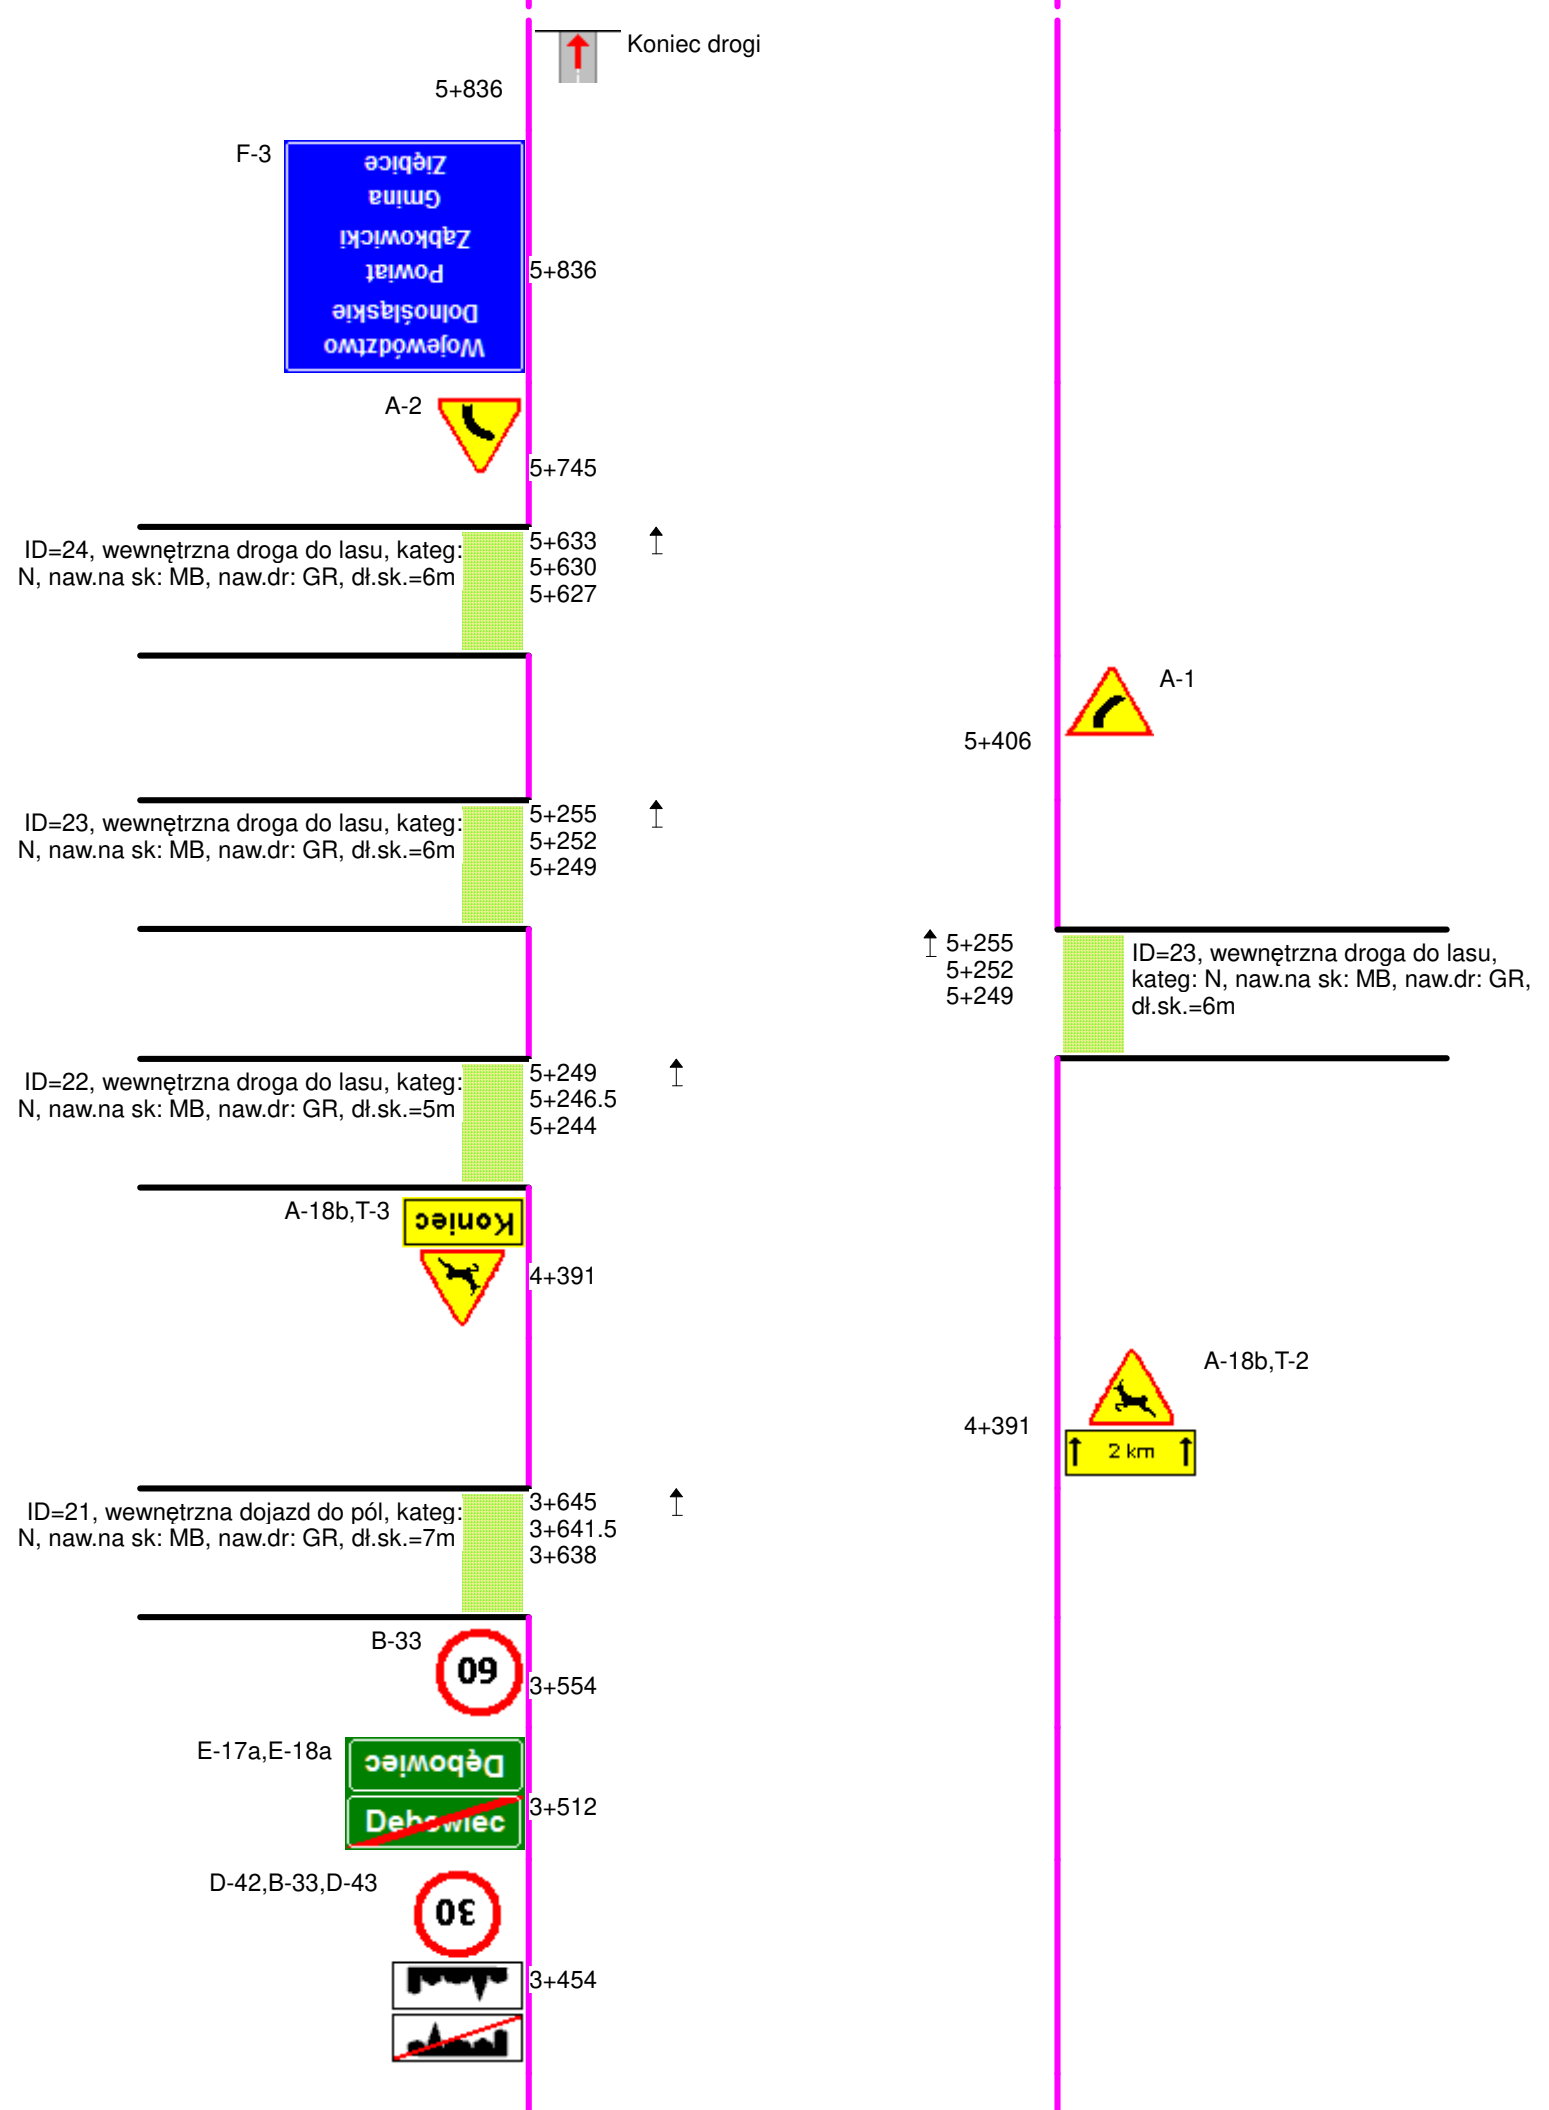 Koniec drogi
5+836
F-3
Ziębice
Gmina
Ząbkowicki
Powiat
Dolnośląskie
Województwo
5+836
A-2
5+745
ID=24, wewnętrzna droga do lasu, kateg:
N, naw.na sk: MB, naw.dr: GR, dł.sk.=6m
5+633
5+630
5+627
A-1
5+406
ID=23, wewnętrzna droga do lasu, kateg:
N, naw.na sk: MB, naw.dr: GR, dł.sk.=6m
5+255
5+252
5+249
5+255
5+252
5+249
ID=23, wewnętrzna droga do lasu,
kateg: N, naw.na sk: MB, naw.dr: GR,
dł.sk.=6m
ID=22, wewnętrzna droga do lasu, kateg:
N, naw.na sk: MB, naw.dr: GR, dł.sk.=5m
5+249
5+246.5
5+244
A-18b,T-3
Koniec
4+391
A-18b,T-2
4+391
2 km
ID=21, wewnętrzna dojazd do pól, kateg:
N, naw.na sk: MB, naw.dr: GR, dł.sk.=7m
3+645
3+641.5
3+638
B-33
60
3+554
E-17a,E-18a
Dębowiec
Dębowiec
3+512
D-42,B-33,D-43
30
3+454